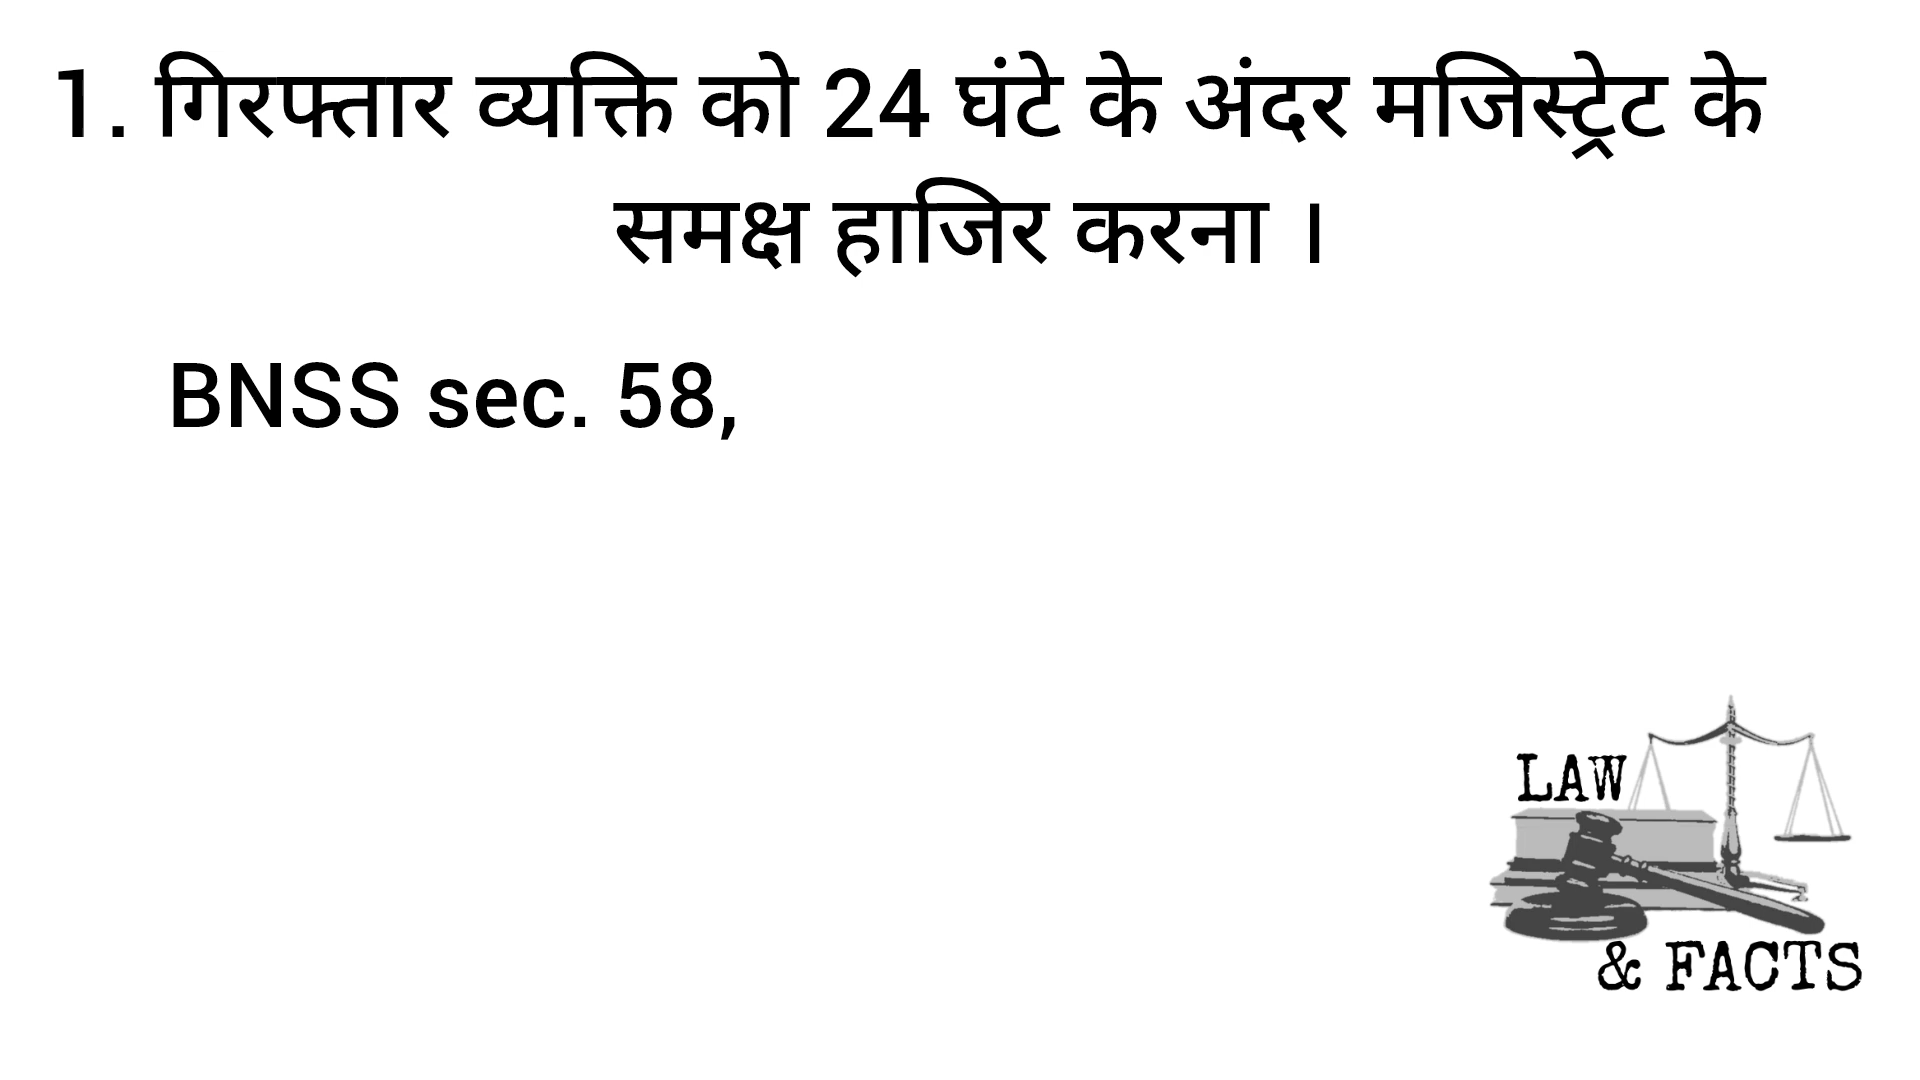 1. गिरफ्तार व्यक्ति को 24 घंटे के अंदर मजिस्ट्रेट के
समक्ष हाजिर करना ।
BNSS sec. 58,
LAW
& FACTS